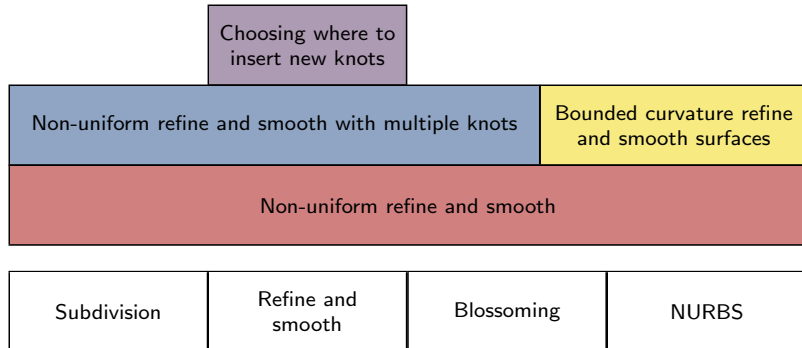 Choosing where to
insert new knots
Non-uniform refine and smooth with multiple knots
Bounded curvature refine
and smooth surfaces
Non-uniform refine and smooth
Subdivision
Refine and
smooth
Blossoming
NURBS